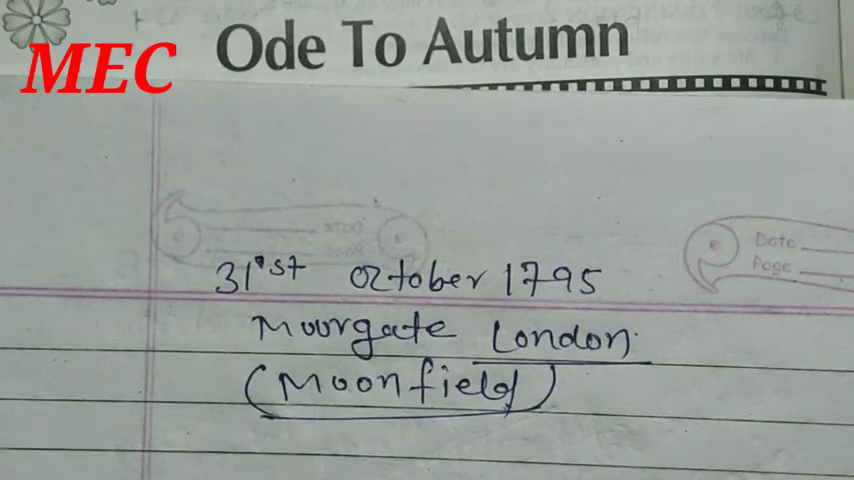 Ode To Autumn
MEC
Date
Page
31st October 1795
Moorgate London.
(Moonfield)